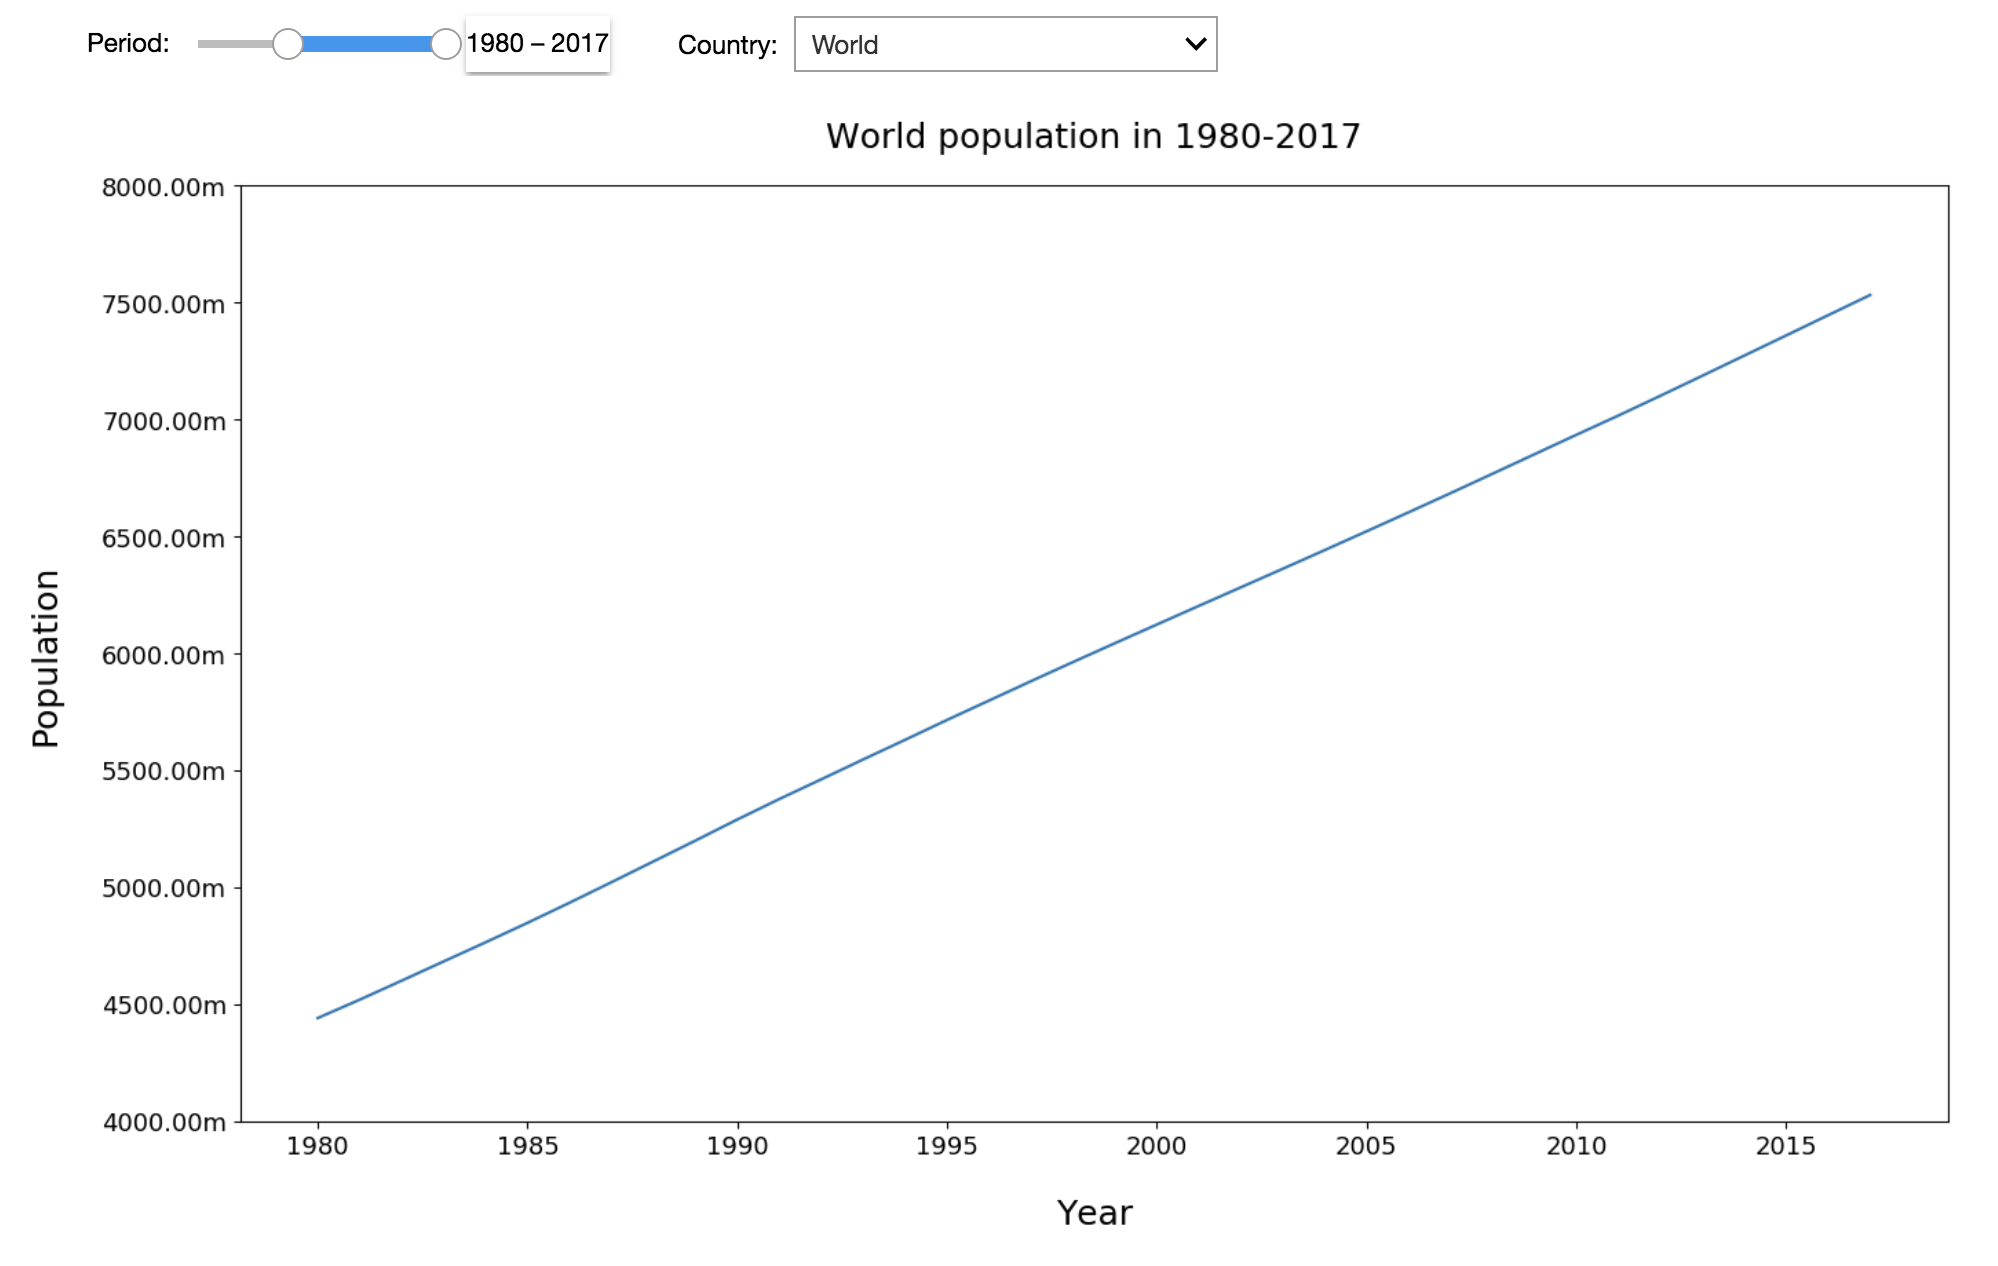 Period: 1980 – 2017 Country: World
World population in 1980-2017
8000.00m
7500.00m
7000.00m
6500.00m
6000.00m
5500.00m
5000.00m
4500.00m
4000.00m
Population
1980 1985 1990 1995 2000 2005 2010 2015
Year